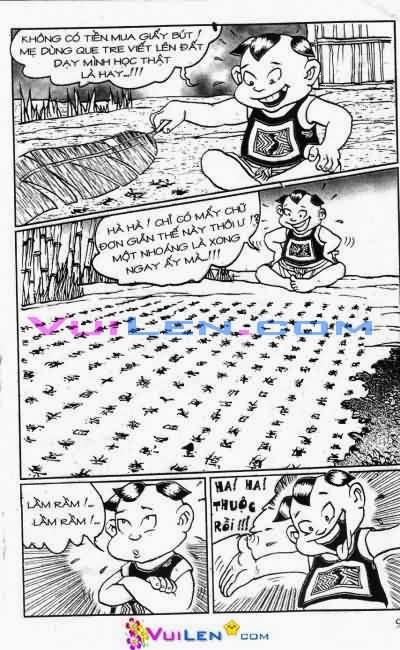 KHÔNG CÓ TIỀN MUA GIẤY BÚT !
MẸ DÙNG QUE TRE VIẾT LÊN ĐẤT
DẠY MÌNH HỌC THẬT
LÀ HAY...!!!
HÀ HÀ ! CHỈ CÓ MẤY CHỮ
ĐƠN GIẢN THẾ NÀY THÔI Ư !?
MỘT NHOÁNG LÀ XONG
NGAY ẤY MÀ...!!!
VUILEN.COM
LẦM RẦM !..
LẦM RẦM !..
HA! HA!
THUỘC
RỒI !!!
9
VUILEN.COM